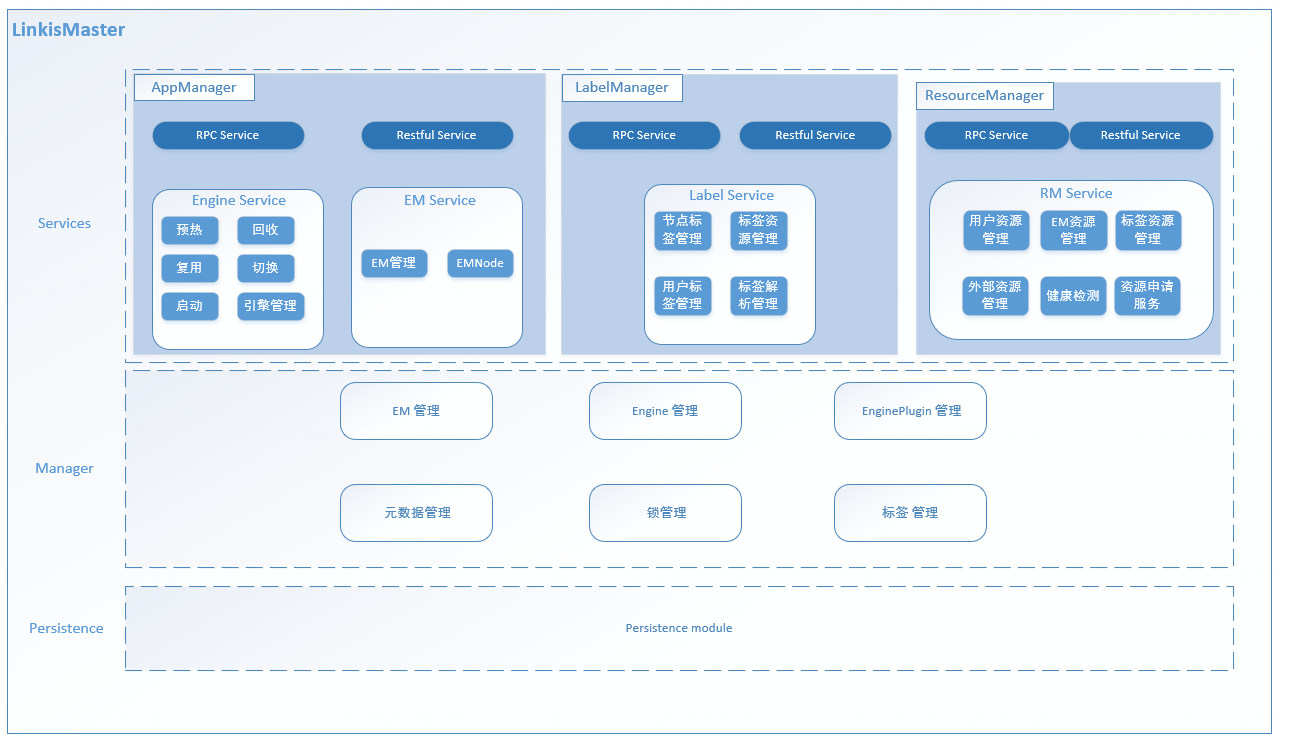 LinkisMaster
Services
AppManager
RPC Service
Restful Service
Engine Service
预热
回收
复用
切换
启动
引擎管理
EM Service
EM管理
EMNode
LabelManager
RPC Service
Restful Service
Label Service
节点标
签管理
标签资
源管理
用户标
签管理
标签解
析管理
ResourceManager
RPC Service
Restful Service
RM Service
用户资源
管理
EM资源
管理
标签资源
管理
外部资源
管理
健康检测
资源申请
服务
Manager
EM 管理
Engine 管理
EnginePlugin 管理
元数据管理
锁管理
标签 管理
Persistence
Persistence module